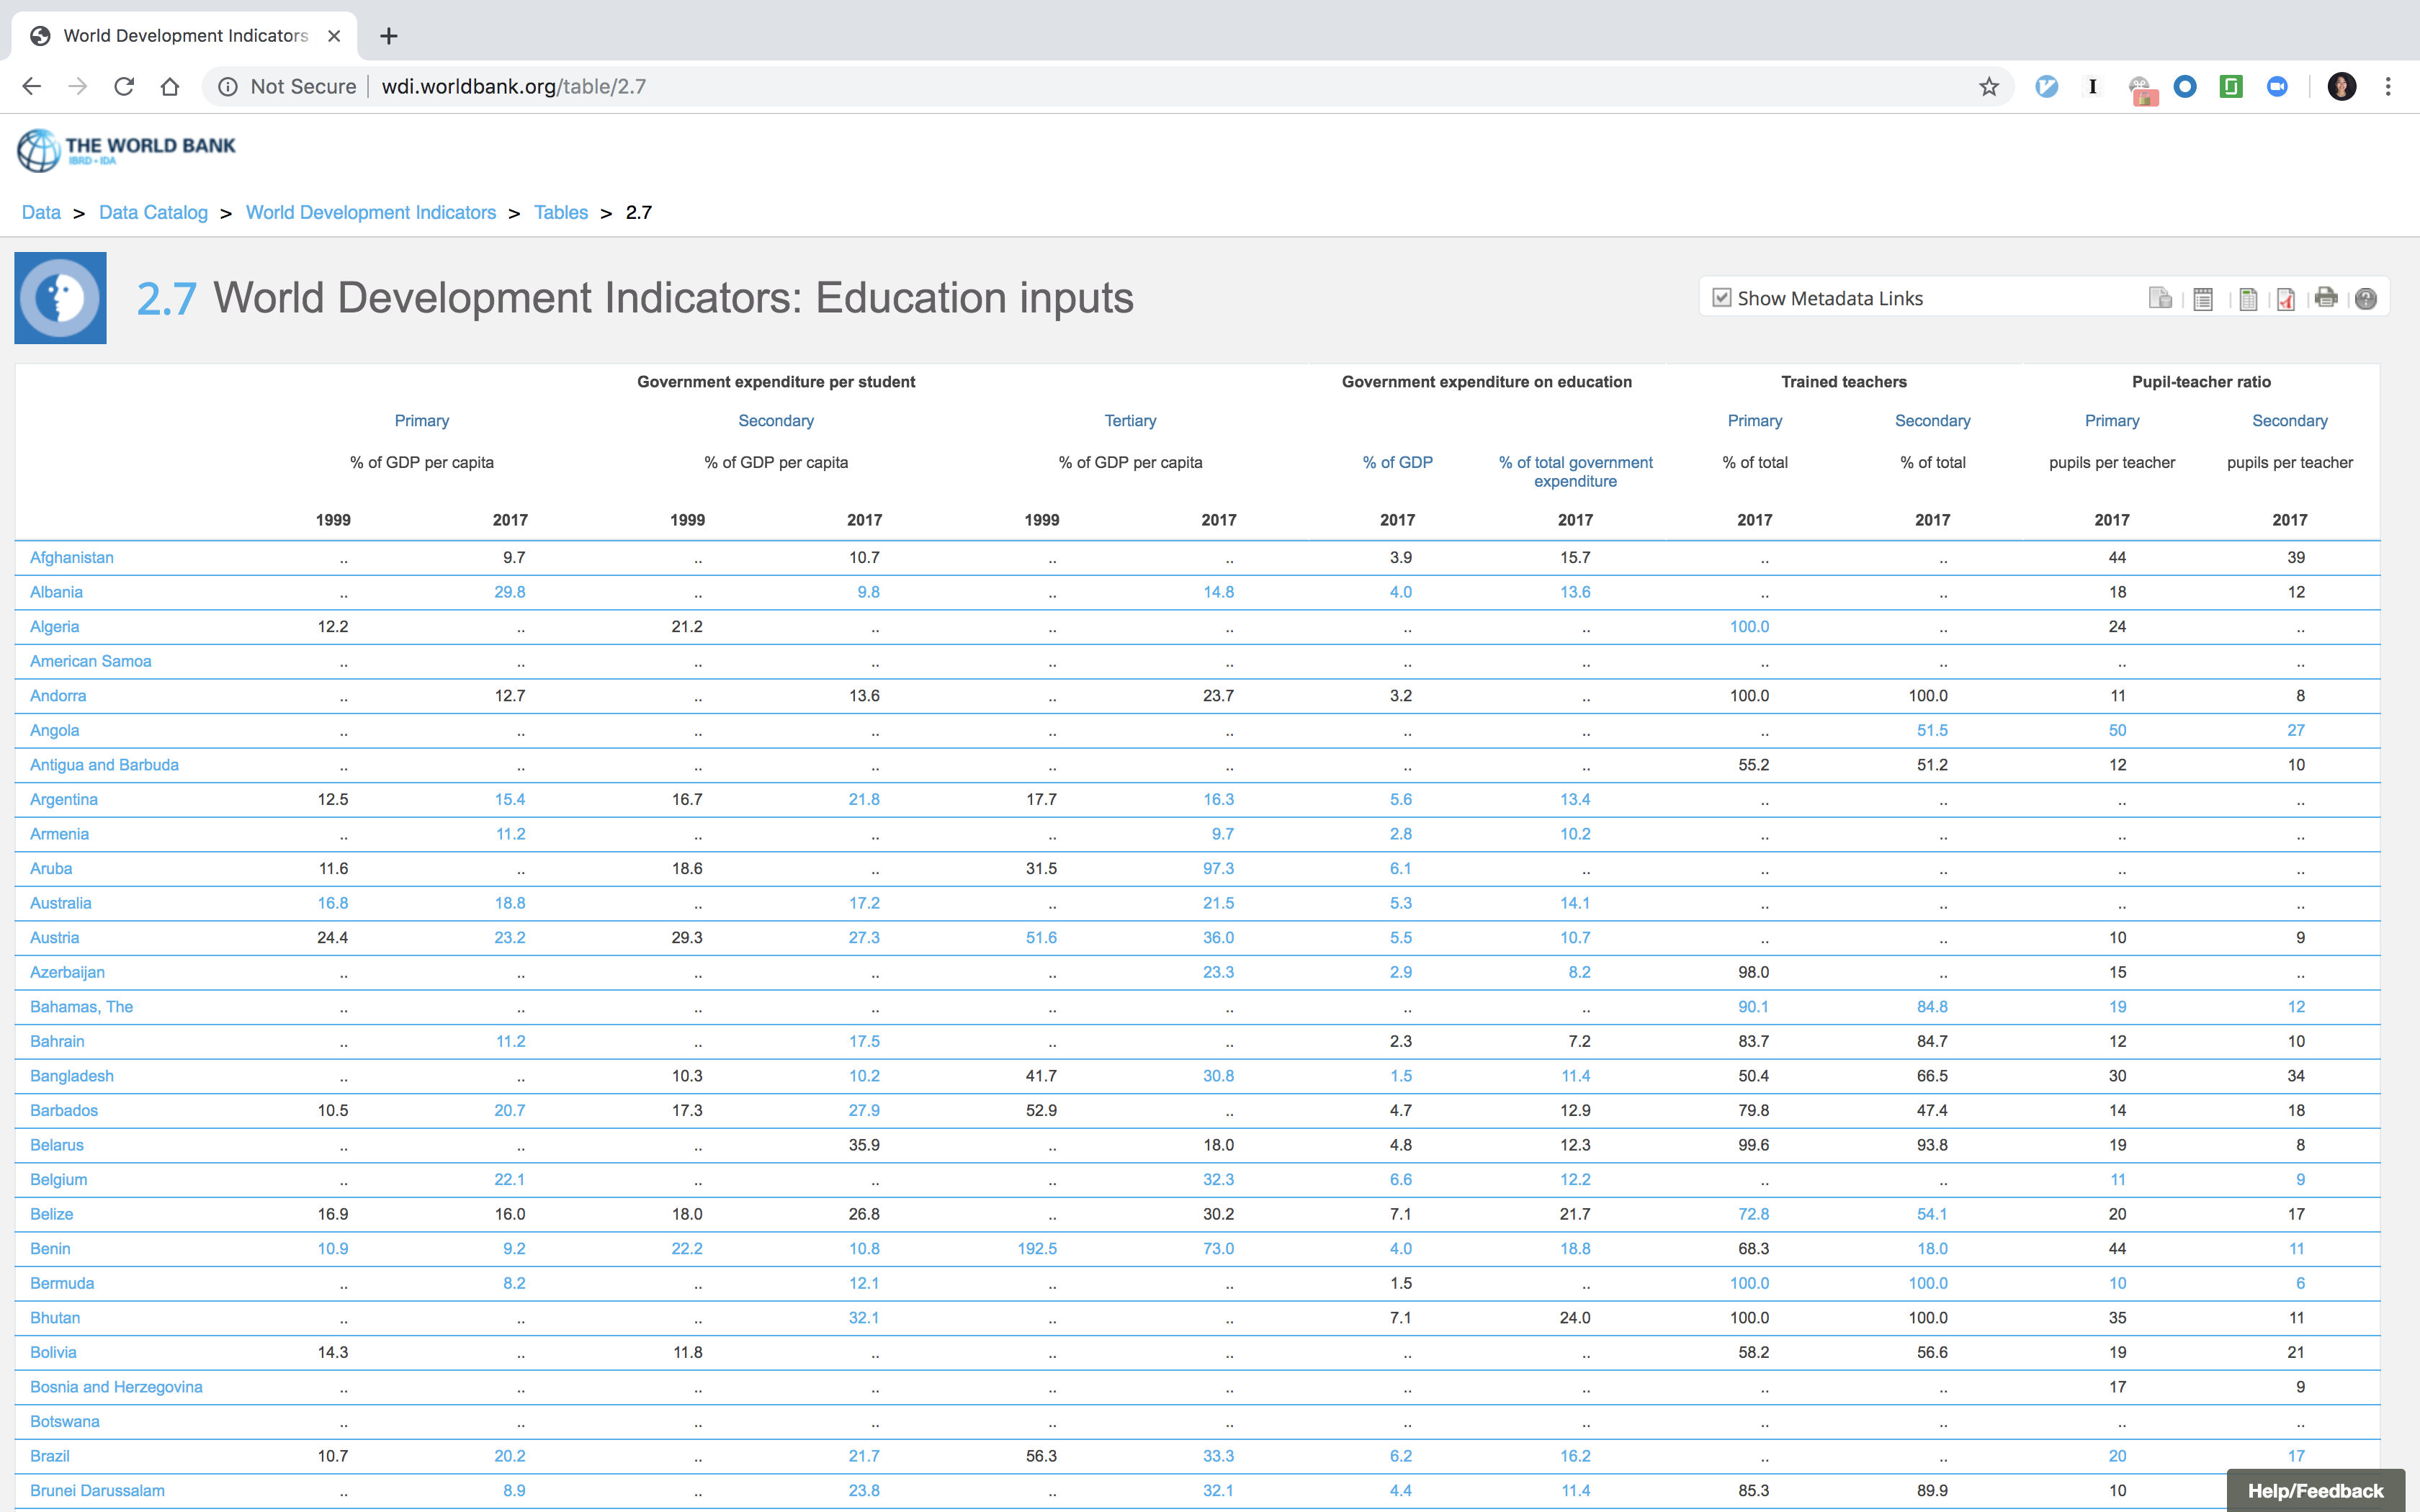 World Development Indicators
Not Secure wdi.worldbank.org/table/2.7
THE WORLD BANK
IBRD • IDA
Data > Data Catalog > World Development Indicators > Tables > 2.7
2.7 World Development Indicators: Education inputs
Show Metadata Links
Government expenditure per student Government expenditure on education Trained teachers Pupil-teacher ratio
Primary Secondary Tertiary Primary Secondary Primary Secondary
% of GDP per capita % of GDP per capita % of GDP per capita % of GDP % of total government expenditure % of total % of total pupils per teacher pupils per teacher
1999 2017 1999 2017 1999 2017 2017 2017 2017 2017 2017 2017
Afghanistan .. 9.7 .. 10.7 .. .. 3.9 15.7 .. .. 44 39
Albania .. 29.8 .. 9.8 .. 14.8 4.0 13.6 .. .. 18 12
Algeria 12.2 .. 21.2 .. .. .. .. .. 100.0 .. 24 ..
American Samoa .. .. .. .. .. .. .. .. .. .. .. ..
Andorra .. 12.7 .. 13.6 .. 23.7 3.2 .. 100.0 100.0 11 8
Angola .. .. .. .. .. .. .. .. .. 51.5 50 27
Antigua and Barbuda .. .. .. .. .. .. .. .. 55.2 51.2 12 10
Argentina 12.5 15.4 16.7 21.8 17.7 16.3 5.6 13.4 .. .. .. ..
Armenia .. 11.2 .. .. .. 9.7 2.8 10.2 .. .. .. ..
Aruba 11.6 .. 18.6 .. 31.5 97.3 6.1 .. .. .. .. ..
Australia 16.8 18.8 .. 17.2 .. 21.5 5.3 14.1 .. .. .. ..
Austria 24.4 23.2 29.3 27.3 51.6 36.0 5.5 10.7 .. .. 10 9
Azerbaijan .. .. .. .. .. 23.3 2.9 8.2 98.0 .. 15 ..
Bahamas, The .. .. .. .. .. .. .. .. 90.1 84.8 19 12
Bahrain .. 11.2 .. 17.5 .. .. 2.3 7.2 83.7 84.7 12 10
Bangladesh .. .. 10.3 10.2 41.7 30.8 1.5 11.4 50.4 66.5 30 34
Barbados 10.5 20.7 17.3 27.9 52.9 .. 4.7 12.9 79.8 47.4 14 18
Belarus .. .. .. 35.9 .. 18.0 4.8 12.3 99.6 93.8 19 8
Belgium .. 22.1 .. .. .. 32.3 6.6 12.2 .. .. 11 9
Belize 16.9 16.0 18.0 26.8 .. 30.2 7.1 21.7 72.8 54.1 20 17
Benin 10.9 9.2 22.2 10.8 192.5 73.0 4.0 18.8 68.3 18.0 44 11
Bermuda .. 8.2 .. 12.1 .. .. 1.5 .. 100.0 100.0 10 6
Bhutan .. .. .. 32.1 .. .. 7.1 24.0 100.0 100.0 35 11
Bolivia 14.3 .. 11.8 .. .. .. .. .. 58.2 56.6 19 21
Bosnia and Herzegovina .. .. .. .. .. .. .. .. .. .. 17 9
Botswana .. .. .. .. .. .. .. .. .. .. .. ..
Brazil 10.7 20.2 .. 21.7 56.3 33.3 6.2 16.2 .. .. 20 17
Brunei Darussalam .. 8.9 .. 23.8 .. 32.1 4.4 11.4 85.3 89.9 10
Help/Feedback